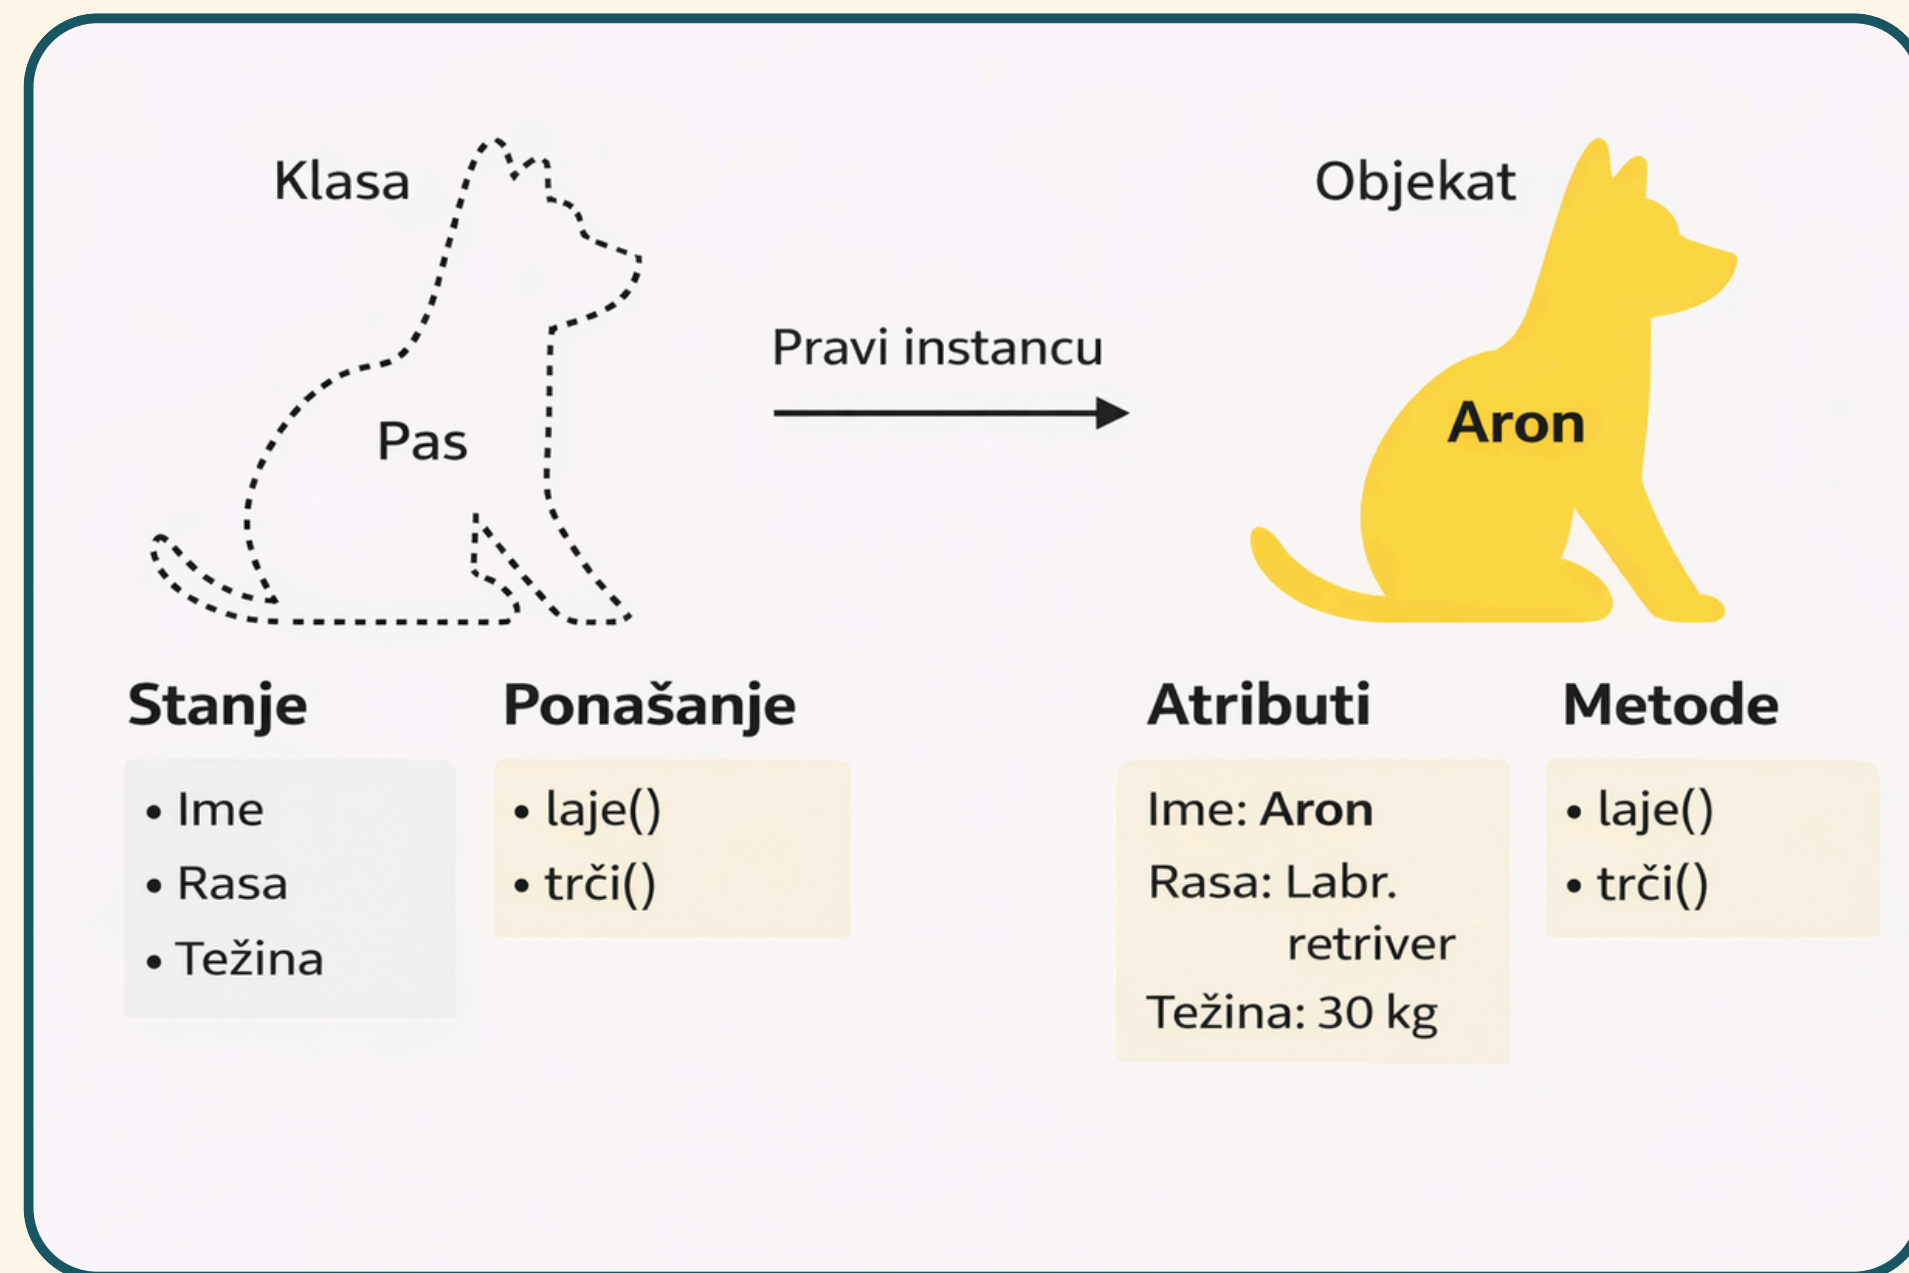 Klasa
Pas
Pravi instancu
Objekat
Aron
Stanje
• Ime
• Rasa
• Težina
Ponašanje
• laje()
• trči()
Atributi
Ime: Aron
Rasa: Labr.
retriver
Težina: 30 kg
Metode
• laje()
• trči()